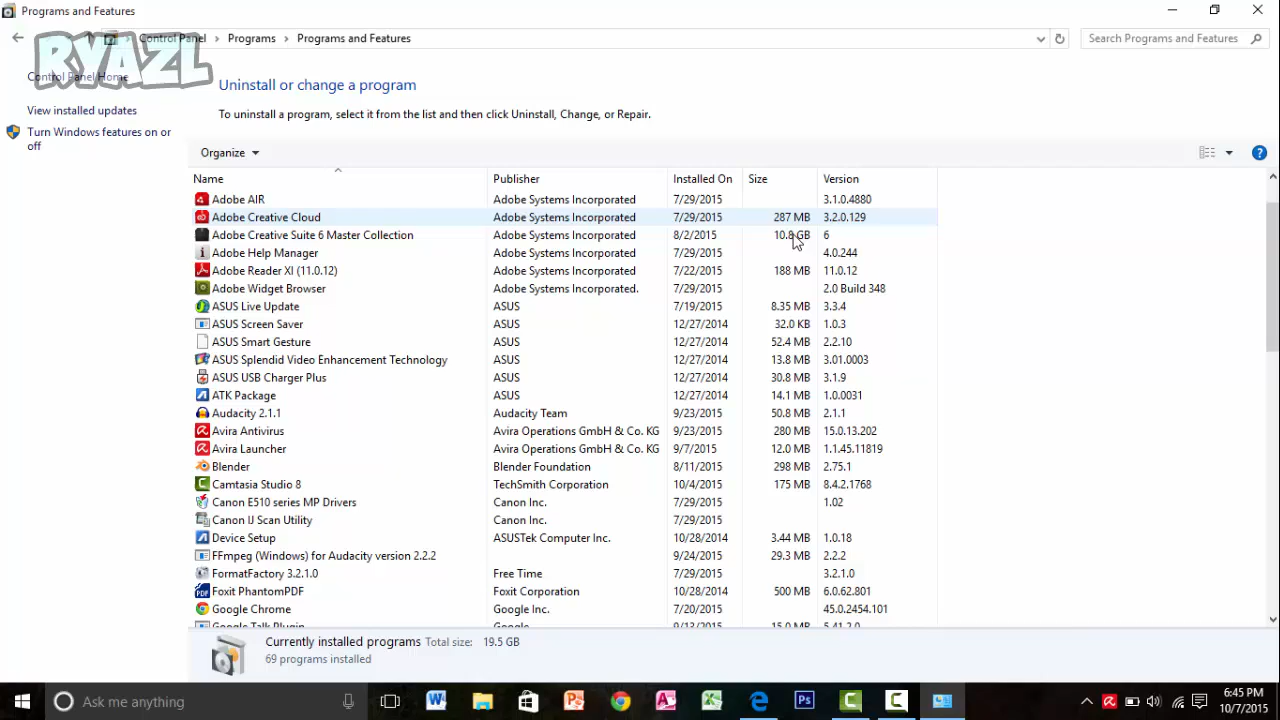 Programs and Features
RYAZL
Control Panel > Programs > Programs and Features
Search Programs and Features
Control Panel Home
View installed updates
Turn Windows features on or off
Uninstall or change a program
To uninstall a program, select it from the list and then click Uninstall, Change, or Repair.
Organize
Name Publisher Installed On Size Version
Adobe AIR Adobe Systems Incorporated 7/29/2015 3.1.0.4880
Adobe Creative Cloud Adobe Systems Incorporated 7/29/2015 287 MB 3.2.0.129
Adobe Creative Suite 6 Master Collection Adobe Systems Incorporated 8/2/2015 10.8 GB 6
Adobe Help Manager Adobe Systems Incorporated 7/29/2015 4.0.244
Adobe Reader XI (11.0.12) Adobe Systems Incorporated 7/22/2015 188 MB 11.0.12
Adobe Widget Browser Adobe Systems Incorporated. 7/29/2015 2.0 Build 348
ASUS Live Update ASUS 7/19/2015 8.35 MB 3.3.4
ASUS Screen Saver ASUS 12/27/2014 32.0 KB 1.0.3
ASUS Smart Gesture ASUS 12/27/2014 52.4 MB 2.2.10
ASUS Splendid Video Enhancement Technology ASUS 12/27/2014 13.8 MB 3.01.0003
ASUS USB Charger Plus ASUS 12/27/2014 30.8 MB 3.1.9
ATK Package ASUS 12/27/2014 14.1 MB 1.0.0031
Audacity 2.1.1 Audacity Team 9/23/2015 50.8 MB 2.1.1
Avira Antivirus Avira Operations GmbH & Co. KG 9/23/2015 280 MB 15.0.13.202
Avira Launcher Avira Operations GmbH & Co. KG 9/7/2015 12.0 MB 1.1.45.11819
Blender Blender Foundation 8/11/2015 298 MB 2.75.1
Camtasia Studio 8 TechSmith Corporation 10/4/2015 175 MB 8.4.2.1768
Canon E510 series MP Drivers Canon Inc. 7/29/2015 1.02
Canon IJ Scan Utility Canon Inc. 7/29/2015
Device Setup ASUSTek Computer Inc. 10/28/2014 3.44 MB 1.0.18
FFmpeg (Windows) for Audacity version 2.2.2 9/24/2015 29.3 MB 2.2.2
FormatFactory 3.2.1.0 Free Time 7/29/2015 3.2.1.0
Foxit PhantomPDF Foxit Corporation 10/28/2014 500 MB 6.0.62.801
Google Chrome Google Inc. 7/20/2015 45.0.2454.101
Google Talk Plugin Google 9/13/2015 15.0 MB 5.41.2.0
Currently installed programs Total size: 19.5 GB
69 programs installed
Ask me anything
6:45 PM
10/7/2015